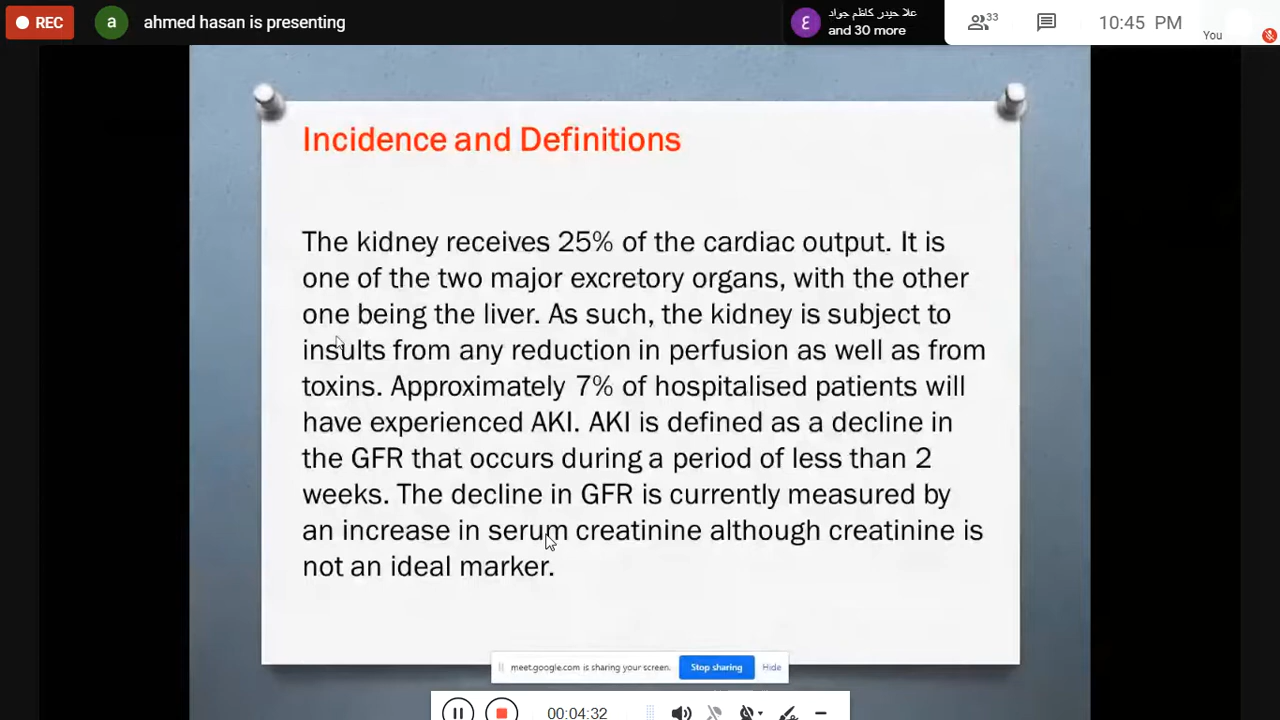 REC
a
ahmed hasan is presenting
ع
علا حيدر كاظم جواد
and 30 more
33
10:45 PM
You
Incidence and Definitions
The kidney receives 25% of the cardiac output. It is
one of the two major excretory organs, with the other
one being the liver. As such, the kidney is subject to
insults from any reduction in perfusion as well as from
toxins. Approximately 7% of hospitalised patients will
have experienced AKI. AKI is defined as a decline in
the GFR that occurs during a period of less than 2
weeks. The decline in GFR is currently measured by
an increase in serum creatinine although creatinine is
not an ideal marker.
meet.google.com is sharing your screen.
Stop sharing
Hide
00:04:32